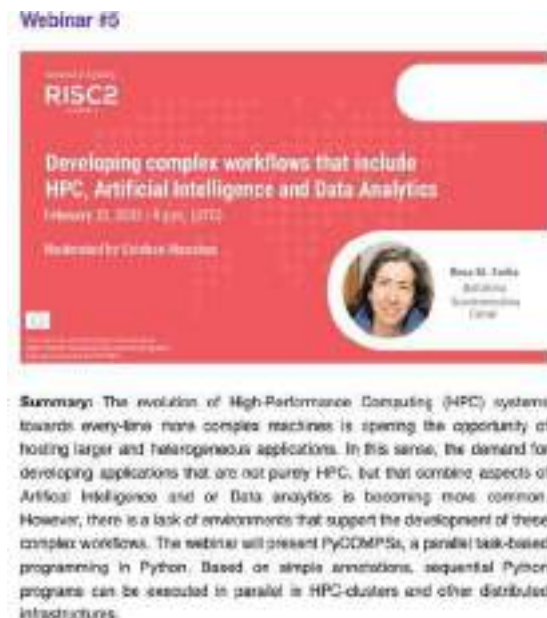 Webinar #5
RISC2
Developing complex workflows that include
HPC, Artificial Intelligence and Data Analytics
Moderated by Esteban
Rosa M. Badia
Barcelona
Supercomputing
Center
Summary: The evolution of High-Performance Computing (HPC) systems
towards every-time more complex machines is opening the opportunity of
hosting larger and heterogeneous applications. In this sense, the demand for
developing applications that are not purely HPC, but that combine aspects of
Artifical Intelligence and or Data analytics is becoming more common.
However, there is a lack of environments that support the development of these
complex workflows. The webinar will present PyCOMPSs, a parallel task-based
programming in Python. Based on simple annotations, sequential Python
programs can be executed in parallel in HPC-clusters and other distributed
infrastructures.